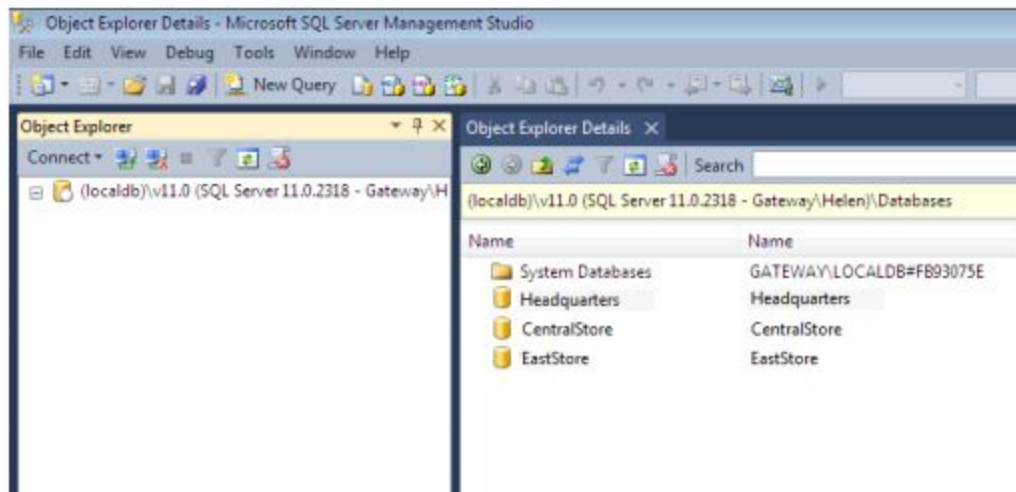 Object Explorer Details - Microsoft SQL Server Management Studio
File Edit View Debug Tools Window Help
New Query
Object Explorer
Connect
(localdb)\v11.0 (SQL Server 11.0.2318 - Gateway\H
Object Explorer Details
Search
(localdb)\v11.0 (SQL Server 11.0.2318 - Gateway\Helen)\Databases
Name Name
System Databases GATEWAY\LOCALDB#FB93075E
Headquarters Headquarters
CentralStore CentralStore
EastStore EastStore